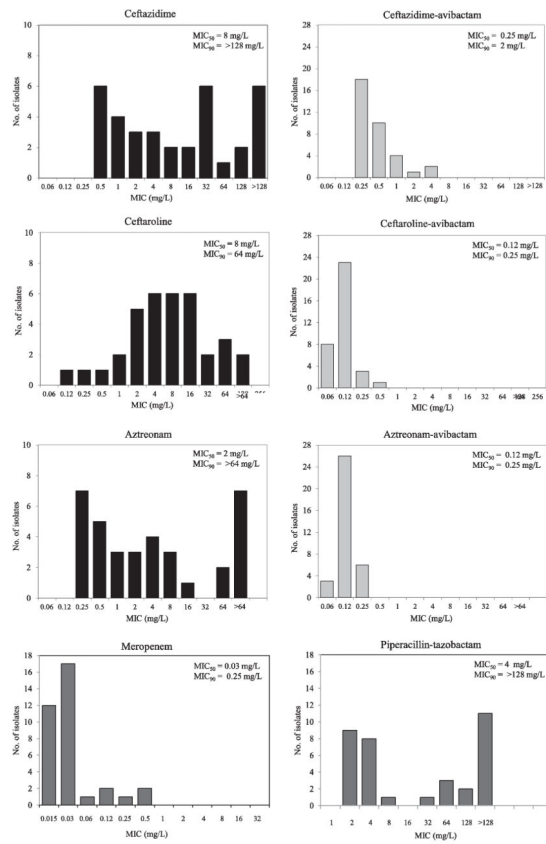 Ceftazidime
MIC50 = 8 mg/L
MIC90 = >128 mg/L
No. of isolates
10
8
6
4
2
0
0.06 0.12 0.25 0.5 1 2 4 8 16 32 64 128 >128
MIC (mg/L)
Ceftazidime-avibactam
MIC50 = 0.25 mg/L
MIC90 = 2 mg/L
No. of isolates
28
24
20
16
12
8
4
0
0.06 0.12 0.25 0.5 1 2 4 8 16 32 64 128 >128
MIC (mg/L)
Ceftaroline
MIC50 = 8 mg/L
MIC90 = 64 mg/L
No. of isolates
10
8
6
4
2
0
0.06 0.12 0.25 0.5 1 2 4 8 16 32 64 >64
MIC (mg/L)
Ceftaroline-avibactam
MIC50 = 0.12 mg/L
MIC90 = 0.25 mg/L
No. of isolates
28
24
20
16
12
8
4
0
0.06 0.12 0.25 0.5 1 2 4 8 16 32 64 256
MIC (mg/L)
Aztreonam
MIC50 = 2 mg/L
MIC90 = >64 mg/L
No. of isolates
10
8
6
4
2
0
0.06 0.12 0.25 0.5 1 2 4 8 16 32 64 >64
MIC (mg/L)
Aztreonam-avibactam
MIC50 = 0.12 mg/L
MIC90 = 0.25 mg/L
No. of isolates
28
24
20
16
12
8
4
0
0.06 0.12 0.25 0.5 1 2 4 8 16 32 64 >64
MIC (mg/L)
Meropenem
MIC50 = 0.03 mg/L
MIC90 = 0.25 mg/L
No. of isolates
18
16
14
12
10
8
6
4
2
0
0.015 0.03 0.06 0.12 0.25 0.5 1 2 4 8 16 32
MIC (mg/L)
Piperacillin-tazobactam
MIC50 = 4 mg/L
MIC90 = >128 mg/L
No. of isolates
18
16
14
12
10
8
6
4
2
0
1 2 4 8 16 32 64 128 >128
MIC (mg/L)